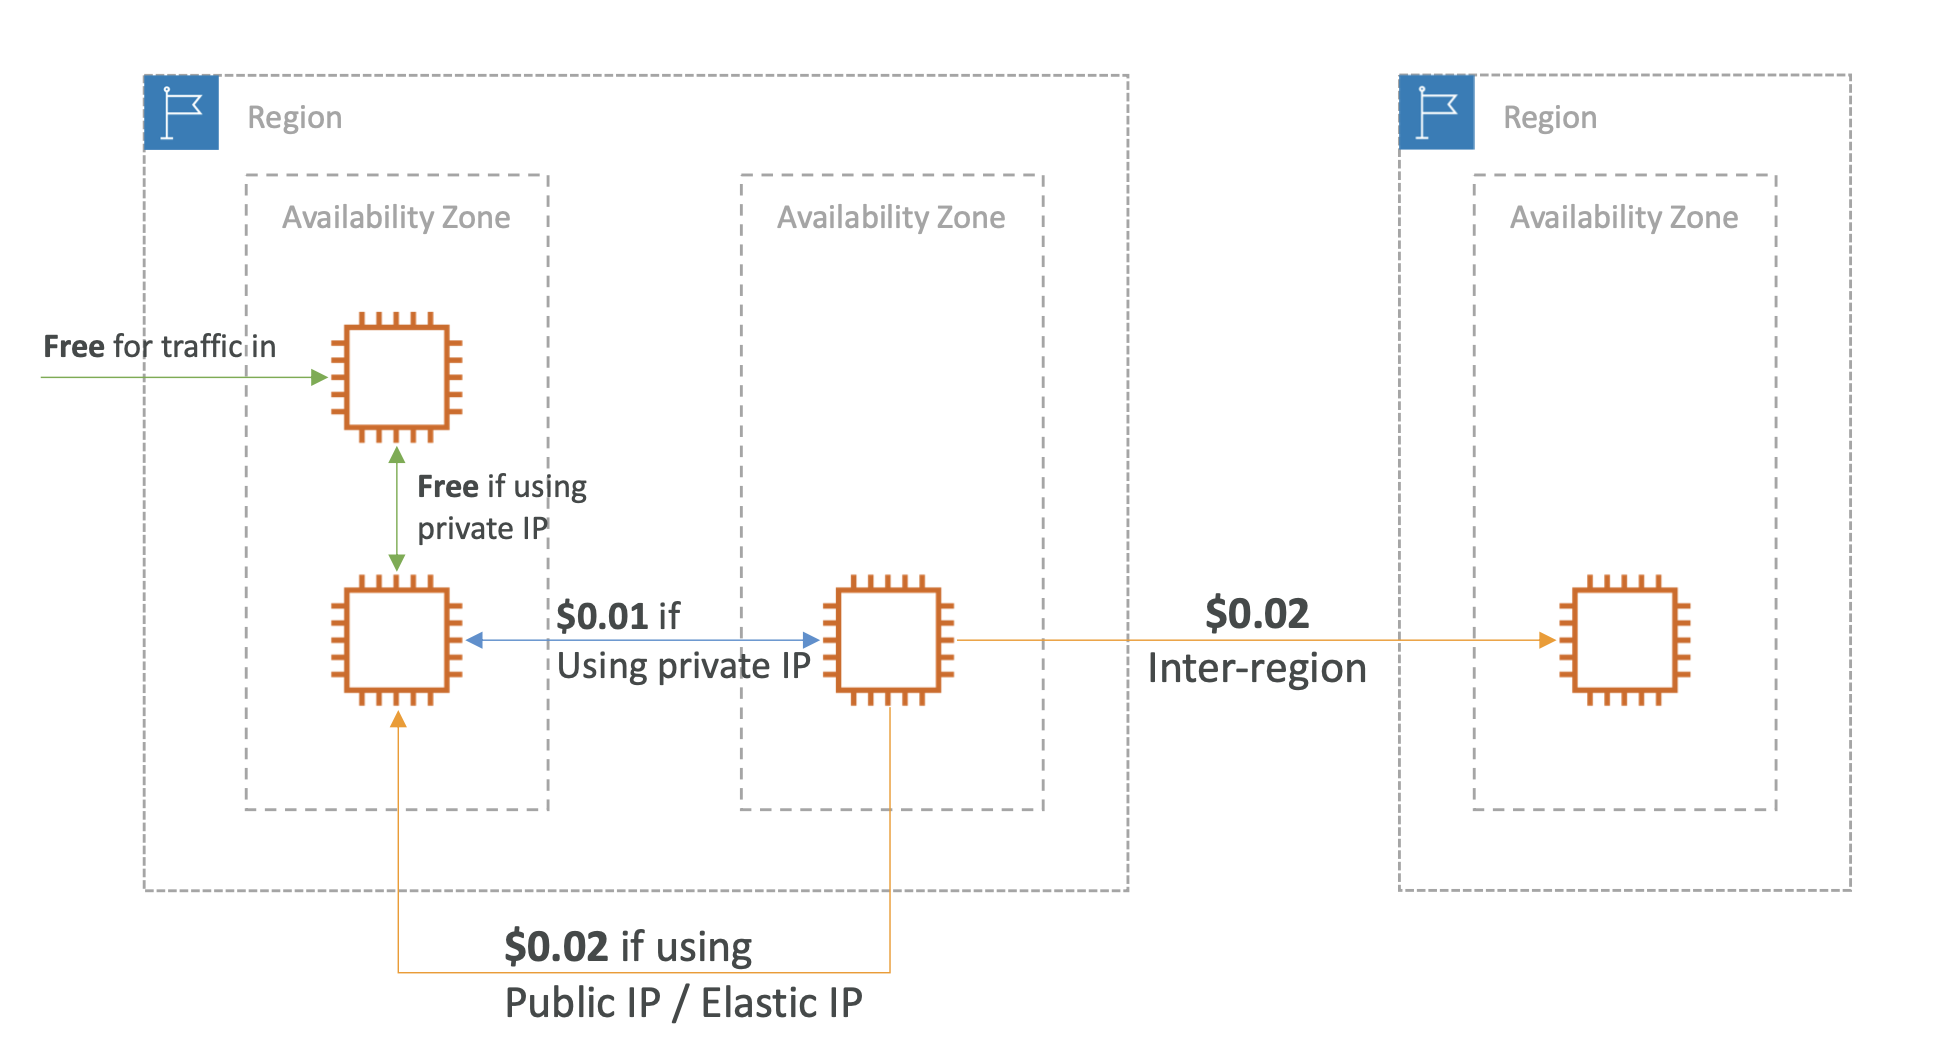 Region
Region
Availability Zone
Availability Zone
Availability Zone
Free for traffic in
Free if using
private IP
$0.01 if
Using private IP
$0.02
Inter-region
$0.02 if using
Public IP / Elastic IP